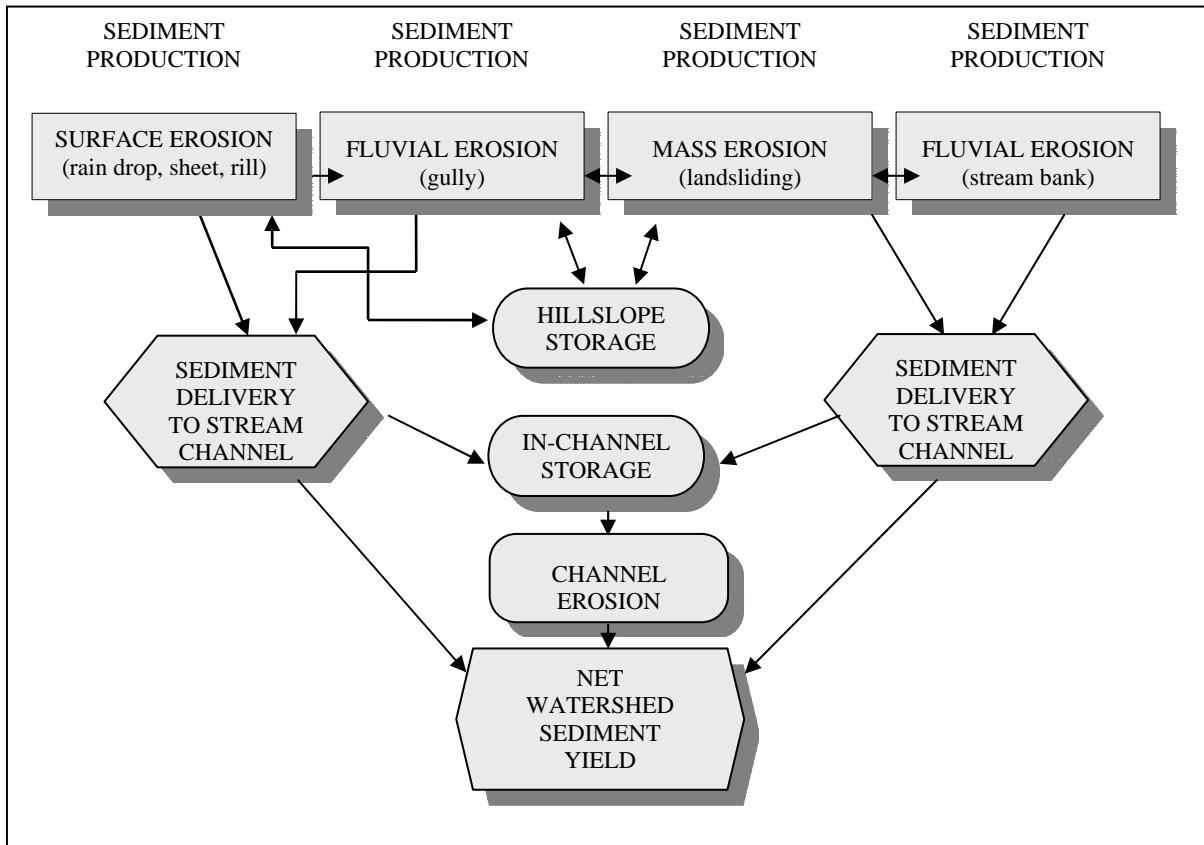 SEDIMENT
PRODUCTION
SEDIMENT
PRODUCTION
SEDIMENT
PRODUCTION
SEDIMENT
PRODUCTION
SURFACE EROSION
(rain drop, sheet, rill)
FLUVIAL EROSION
(gully)
MASS EROSION
(landsliding)
FLUVIAL EROSION
(stream bank)
HILLSLOPE
STORAGE
SEDIMENT
DELIVERY
TO STREAM
CHANNEL
SEDIMENT
DELIVERY
TO STREAM
CHANNEL
IN-CHANNEL
STORAGE
CHANNEL
EROSION
NET
WATERSHED
SEDIMENT
YIELD